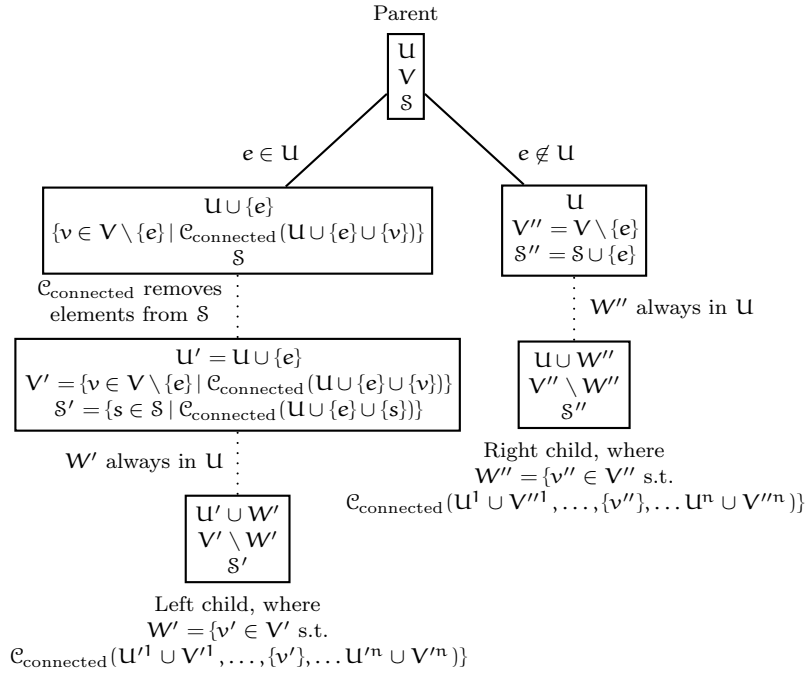 Parent
U
V
S
e ∈ U
e ∉ U
U ∪ {e}
{v ∈ V \ {e} | C_connected(U ∪ {e} ∪ {v})}
S
U
V'' = V \ {e}
S'' = S ∪ {e}
C_connected removes
elements from S
W'' always in U
U' = U ∪ {e}
V' = {v ∈ V \ {e} | C_connected(U ∪ {e} ∪ {v})}
S' = {s ∈ S | C_connected(U ∪ {e} ∪ {s})}
U ∪ W''
V'' \ W''
S''
W' always in U
Right child, where
W'' = {v'' ∈ V'' s.t.
C_connected(U^1 ∪ V''^1, . . . , {v''}, . . . U^n ∪ V''^n)}
U' ∪ W'
V' \ W'
S'
Left child, where
W' = {v' ∈ V' s.t.
C_connected(U'^1 ∪ V'^1, . . . , {v'}, . . . U'^n ∪ V'^n)}